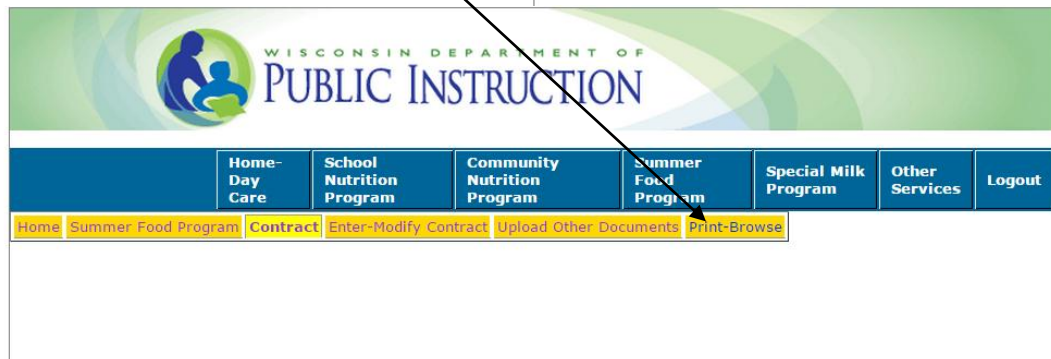 WISCONSIN DEPARTMENT OF
PUBLIC INSTRUCTION
Home-Day Care School Nutrition Program Community Nutrition Program Summer Food Program Special Milk Program Other Services Logout
Home Summer Food Program Contract Enter-Modify Contract Upload Other Documents Print-Browse